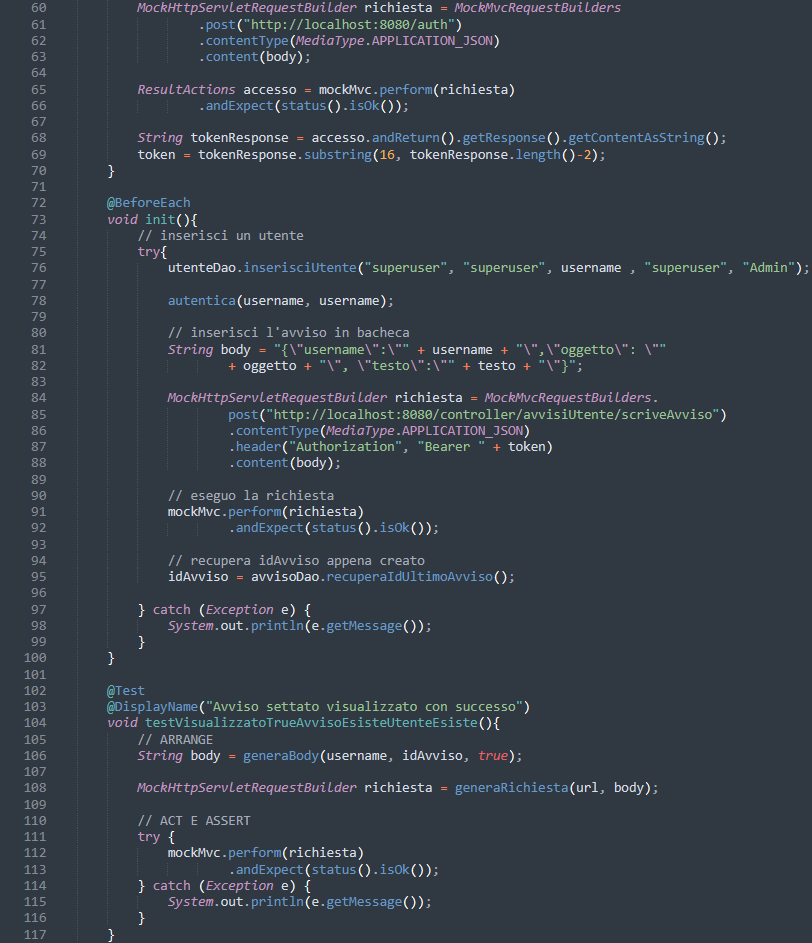 60 MockHttpServletRequestBuilder richiesta = MockMvcRequestBuilders
61 .post("http://localhost:8080/auth")
62 .contentType(MediaType.APPLICATION_JSON)
63 .content(body);
64
65 ResultActions accesso = mockMvc.perform(richiesta)
66 .andExpect(status().isOk());
67
68 String tokenResponse = accesso.andReturn().getResponse().getContentAsString();
69 token = tokenResponse.substring(16, tokenResponse.length()-2);
70 }
71
72 @BeforeEach
73 void init(){
74 // inserisci un utente
75 try{
76 utenteDao.inserisciUtente("superuser", "superuser", username , "superuser", "Admin");
77
78 autentica(username, username);
79
80 // inserisci l'avviso in bacheca
81 String body = "{\"username\":\"" + username + "\",\"oggetto\": \""
82 + oggetto + "\", \"testo\":\"" + testo + "\"}";
83
84 MockHttpServletRequestBuilder richiesta = MockMvcRequestBuilders.
85 post("http://localhost:8080/controller/avvisiUtente/scriveAvviso")
86 .contentType(MediaType.APPLICATION_JSON)
87 .header("Authorization", "Bearer " + token)
88 .content(body);
89
90 // eseguo la richiesta
91 mockMvc.perform(richiesta)
92 .andExpect(status().isOk());
93
94 // recupera idAvviso appena creato
95 idAvviso = avvisoDao.recuperaIdUltimoAvviso();
96
97 } catch (Exception e) {
98 System.out.println(e.getMessage());
99 }
100 }
101
102 @Test
103 @DisplayName("Avviso settato visualizzato con successo")
104 void testVisualizzatoTrueAvvisoEsisteUtenteEsiste(){
105 // ARRANGE
106 String body = generaBody(username, idAvviso, true);
107
108 MockHttpServletRequestBuilder richiesta = generaRichiesta(url, body);
109
110 // ACT E ASSERT
111 try {
112 mockMvc.perform(richiesta)
113 .andExpect(status().isOk());
114 } catch (Exception e) {
115 System.out.println(e.getMessage());
116 }
117 }